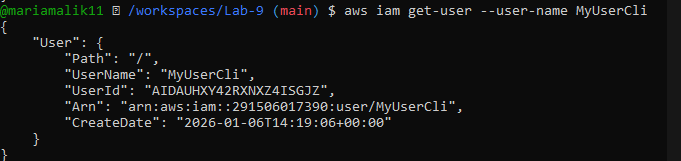 @mariamalik11 /workspaces/Lab-9 (main) $ aws iam get-user --user-name MyUserCli
{
    "User": {
        "Path": "/",
        "UserName": "MyUserCli",
        "UserId": "AIDAUHXY42RXNXZ4ISGJZ",
        "Arn": "arn:aws:iam::291506017390:user/MyUserCli",
        "CreateDate": "2026-01-06T14:19:06+00:00"
    }
}